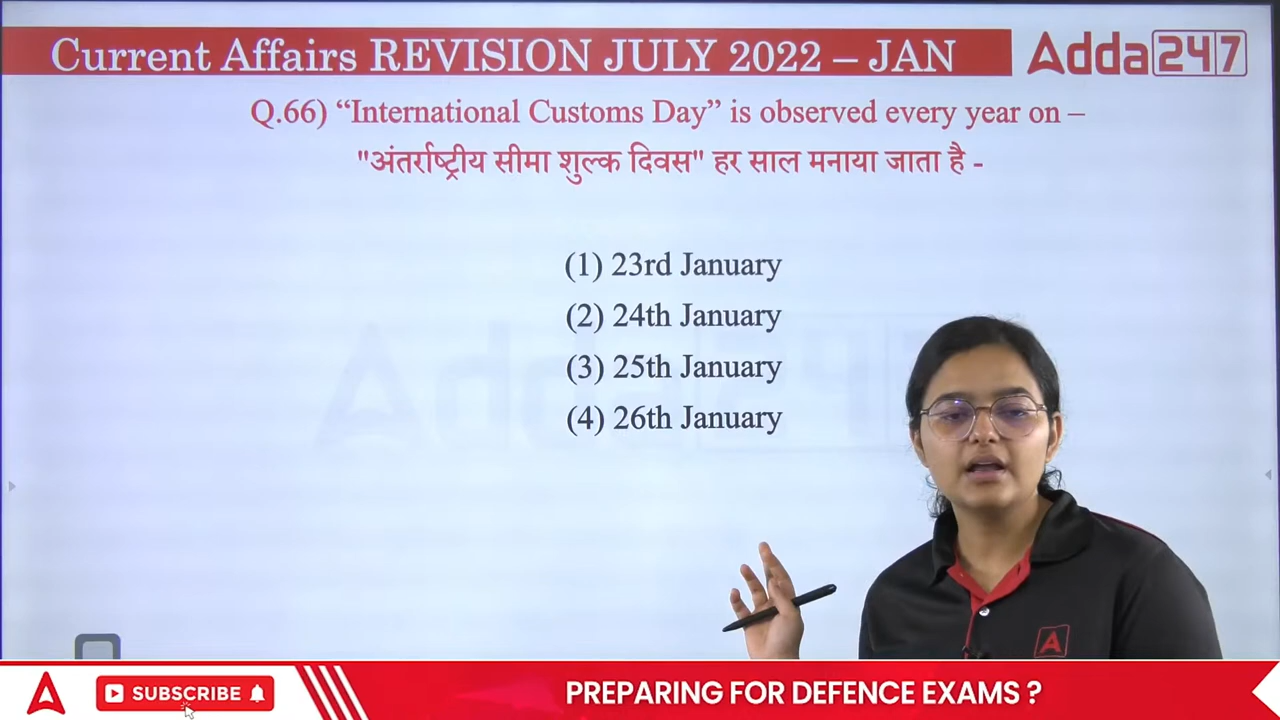 Current Affairs REVISION JULY 2022 – JAN
Adda247
Q.66) “International Customs Day” is observed every year on –
"अंतर्राष्ट्रीय सीमा शुल्क दिवस" हर साल मनाया जाता है -
(1) 23rd January
(2) 24th January
(3) 25th January
(4) 26th January
SUBSCRIBE
PREPARING FOR DEFENCE EXAMS ?